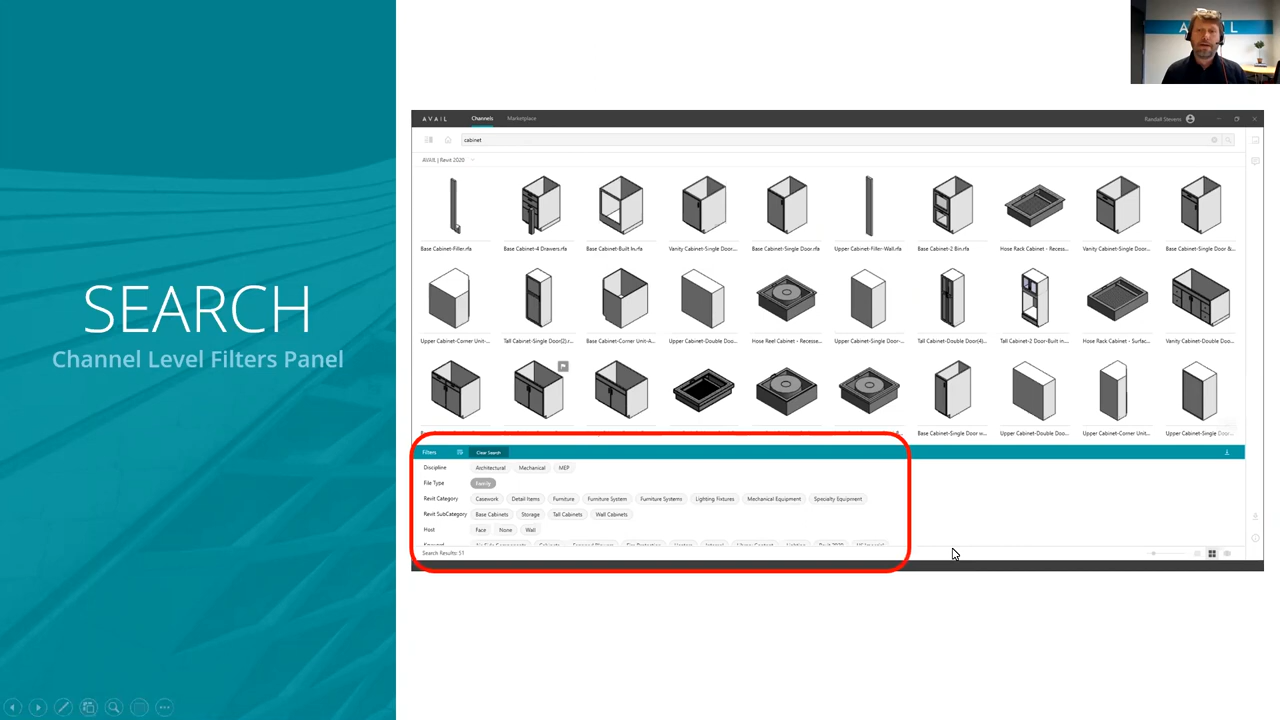 SEARCH
Channel Level Filters Panel
AVAIL
AVAIL Channels Marketplace Randall Stevens
cabinet
AVAIL | Revit 2020
Base Cabinet-Filler.rfa Base Cabinet-4 Drawers.rfa Base Cabinet-Built In.rfa Vanity Cabinet-Single Door... Base Cabinet-Single Door.rfa Upper Cabinet-Filler-Wall.rfa Base Cabinet-2 Bin.rfa Hose Rack Cabinet - Recess... Vanity Cabinet-Single Door... Base Cabinet-Single Door &...
Upper Cabinet-Corner Unit-... Tall Cabinet-Single Door(2).r... Base Cabinet-Corner Unit-A... Upper Cabinet-Double Doo... Hose Reel Cabinet - Recesse... Upper Cabinet-Single Door-... Tall Cabinet-Double Door(4)... Tall Cabinet-2 Door-Built in... Hose Rack Cabinet - Surfac... Vanity Cabinet-Double Doo...
Base Cabinet-Single Door w... Upper Cabinet-Double Doo... Upper Cabinet-Corner Unit... Upper Cabinet-Single Door...
Filters Clear Search
Discipline Architectural Mechanical MEP
File Type Family
Revit Category Casework Detail Items Furniture Furniture System Furniture Systems Lighting Fixtures Mechanical Equipment Specialty Equipment
Revit SubCategory Base Cabinets Storage Tall Cabinets Wall Cabinets
Host Face None Wall
Search Results: 51